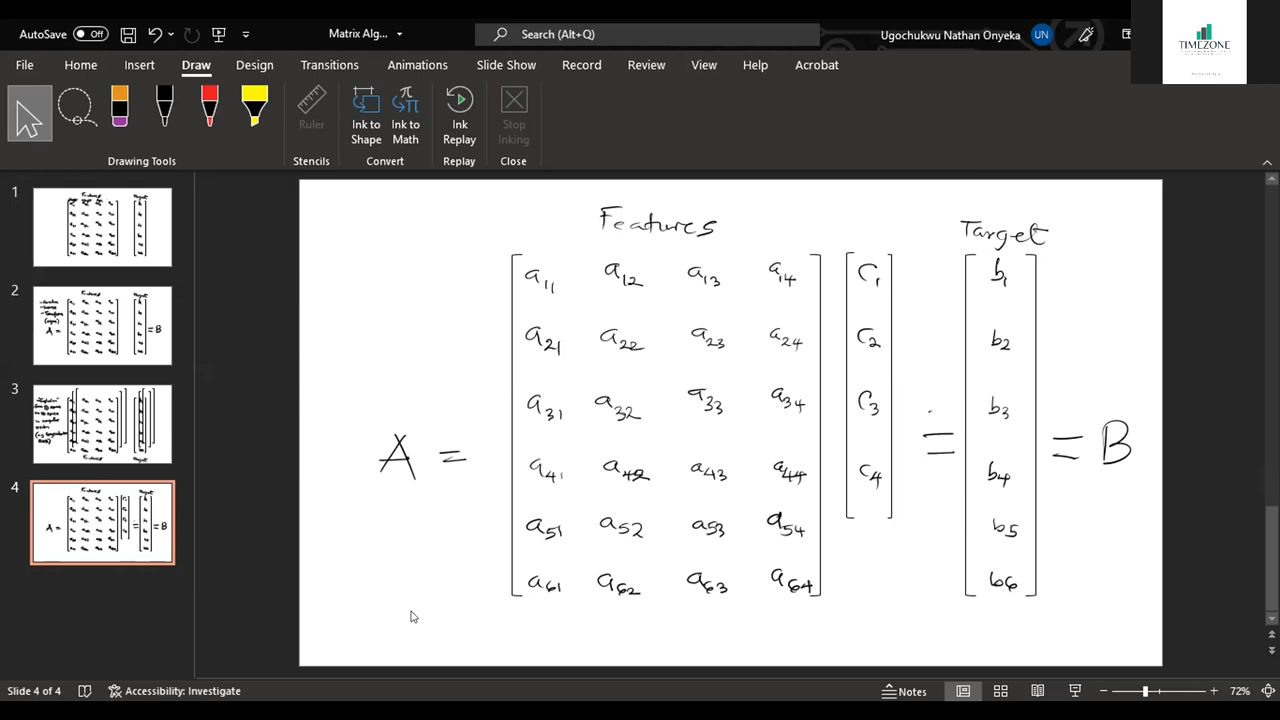 AutoSave Off Matrix Alg... Search (Alt+Q) Ugochukwu Nathan Onyeka UN
TIMEZONE
File Home Insert Draw Design Transitions Animations Slide Show Record Review View Help Acrobat
Ruler Ink to Shape Ink to Math Ink Replay Stop Inking
Drawing Tools Stencils Convert Replay Close
1
2
3
4
Features Target
a11 a12 a13 a14 c1 b1
a21 a22 a23 a24 c2 b2
a31 a32 a33 a34 c3 b3
A = = = B
a41 a42 a43 a44 c4 b4
a51 a52 a53 a54 b5
a61 a62 a63 a64 b6
Slide 4 of 4 Accessibility: Investigate Notes 72%